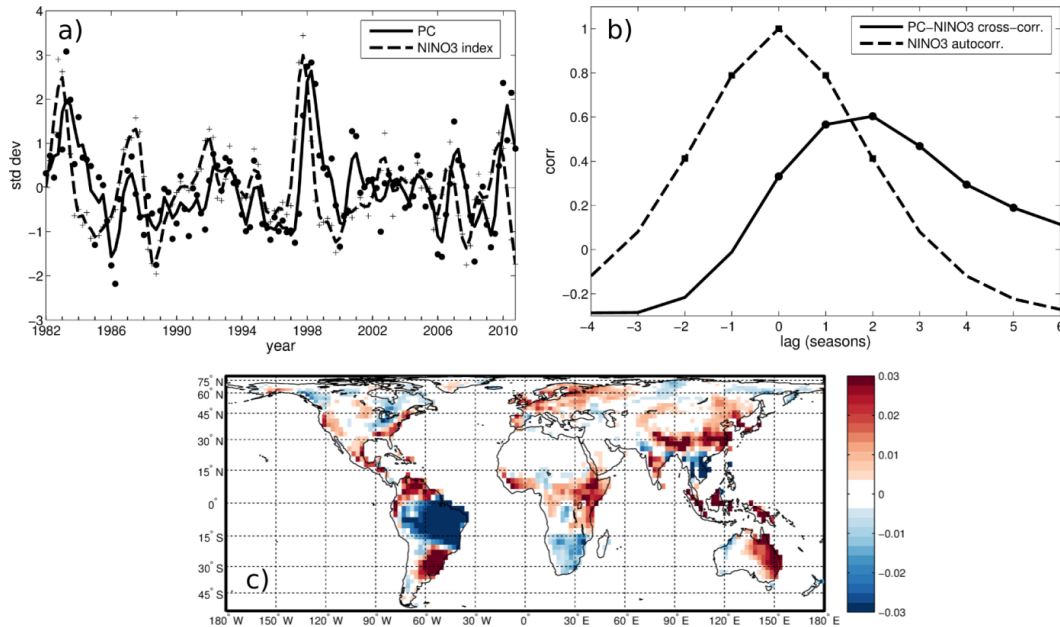 a)
PC
NINO3 index
4
3
2
1
0
−1
−2
−3
std dev
1982 1986 1990 1994 1998 2002 2006 2010
year
b)
PC−NINO3 cross−corr.
NINO3 autocorr.
1
0.8
0.6
0.4
0.2
0
−0.2
corr
−4 −3 −2 −1 0 1 2 3 4 5 6
lag (seasons)
75° N
60° N
45° N
30° N
15° N
0°
15° S
30° S
45° S
c)
180° W 150° W 120° W 90° W 60° W 30° W 0° 30° E 60° E 90° E 120° E 150° E 180° E
0.03
0.02
0.01
0
−0.01
−0.02
−0.03